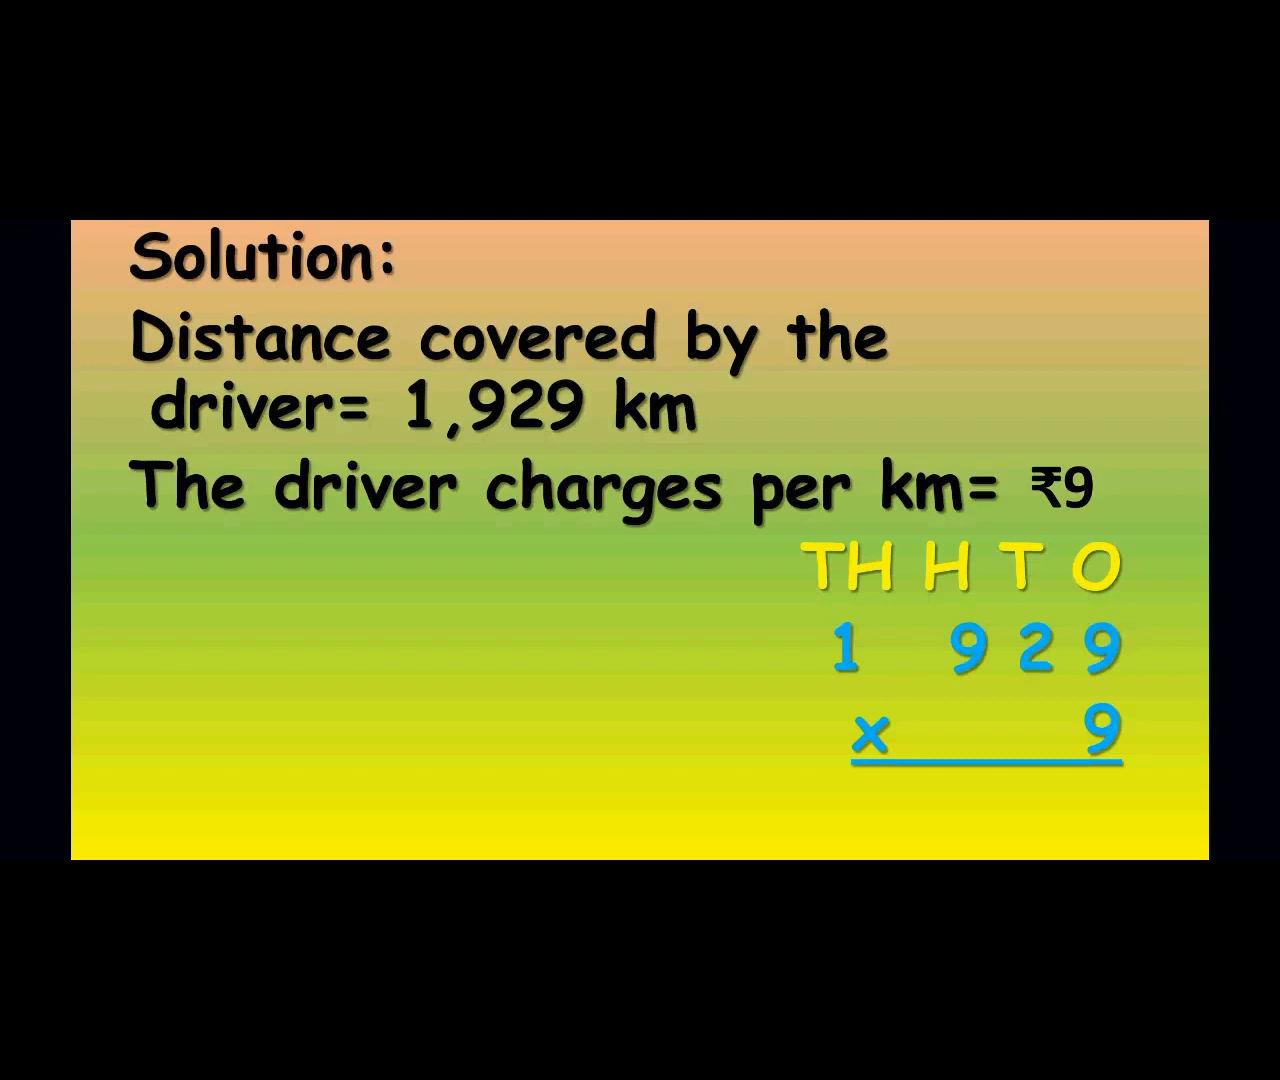 Solution:
Distance covered by the
driver= 1,929 km
The driver charges per km= ₹9
TH H T O
1 9 2 9
x 9